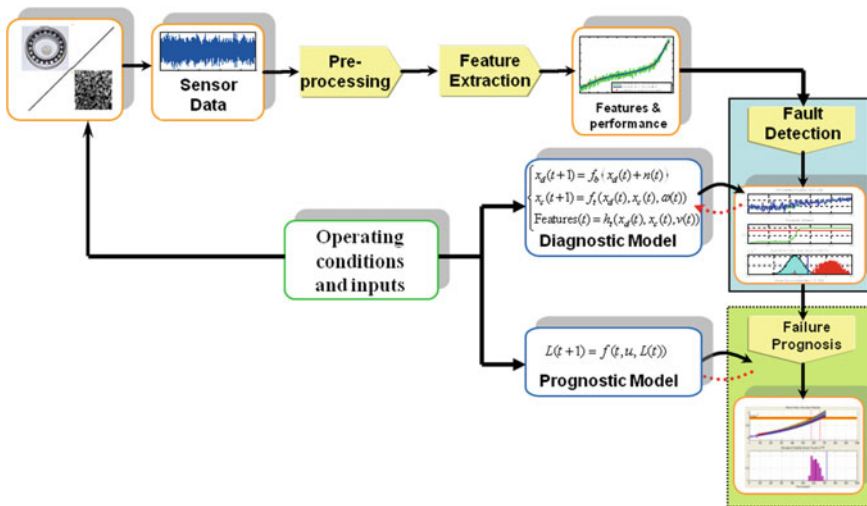 Sensor
Data
Pre-
processing
Feature
Extraction
Features &
performance
Fault
Detection
x_d(t+1) = f_b(x_d(t) + n(t))
x_c(t+1) = f_t(x_d(t), x_c(t), ω(t))
Features(t) = h_t(x_d(t), x_c(t), v(t))
Diagnostic Model
Operating
conditions
and inputs
L(t+1) = f(t, u, L(t))
Prognostic Model
Failure
Prognosis